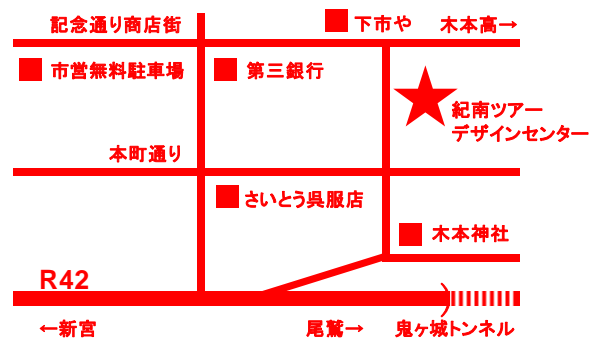 記念通り商店街
下市や
木本高→
市営無料駐車場
第三銀行
紀南ツアー
デザインセンター
本町通り
さいとう呉服店
木本神社
R42
←新宮
尾鷲→
鬼ヶ城トンネル